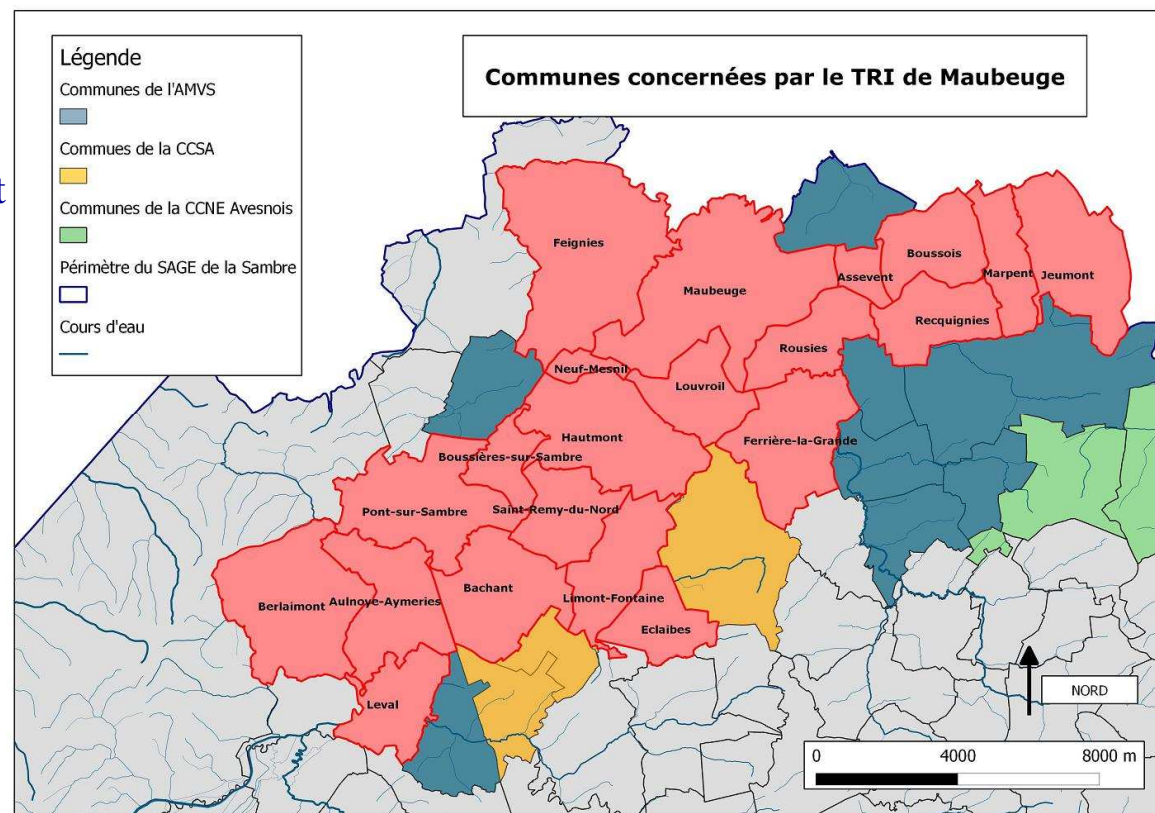 Légende
Communes de l'AMVS
Commues de la CCSA
Communes de la CCNE Avesnois
Périmètre du SAGE de la Sambre
Cours d'eau
t
Communes concernées par le TRI de Maubeuge
Feignies
Maubeuge
Assevent
Boussois
Marpent
Jeumont
Recquignies
Rousies
Neuf-Mesnil
Louvroil
Hautmont
Ferrière-la-Grande
Boussières-sur-Sambre
Pont-sur-Sambre
Saint-Remy-du-Nord
Bachant
Limont-Fontaine
Berlaimont
Aulnoye-Aymeries
Eclaibes
Leval
NORD
0 4000 8000 m